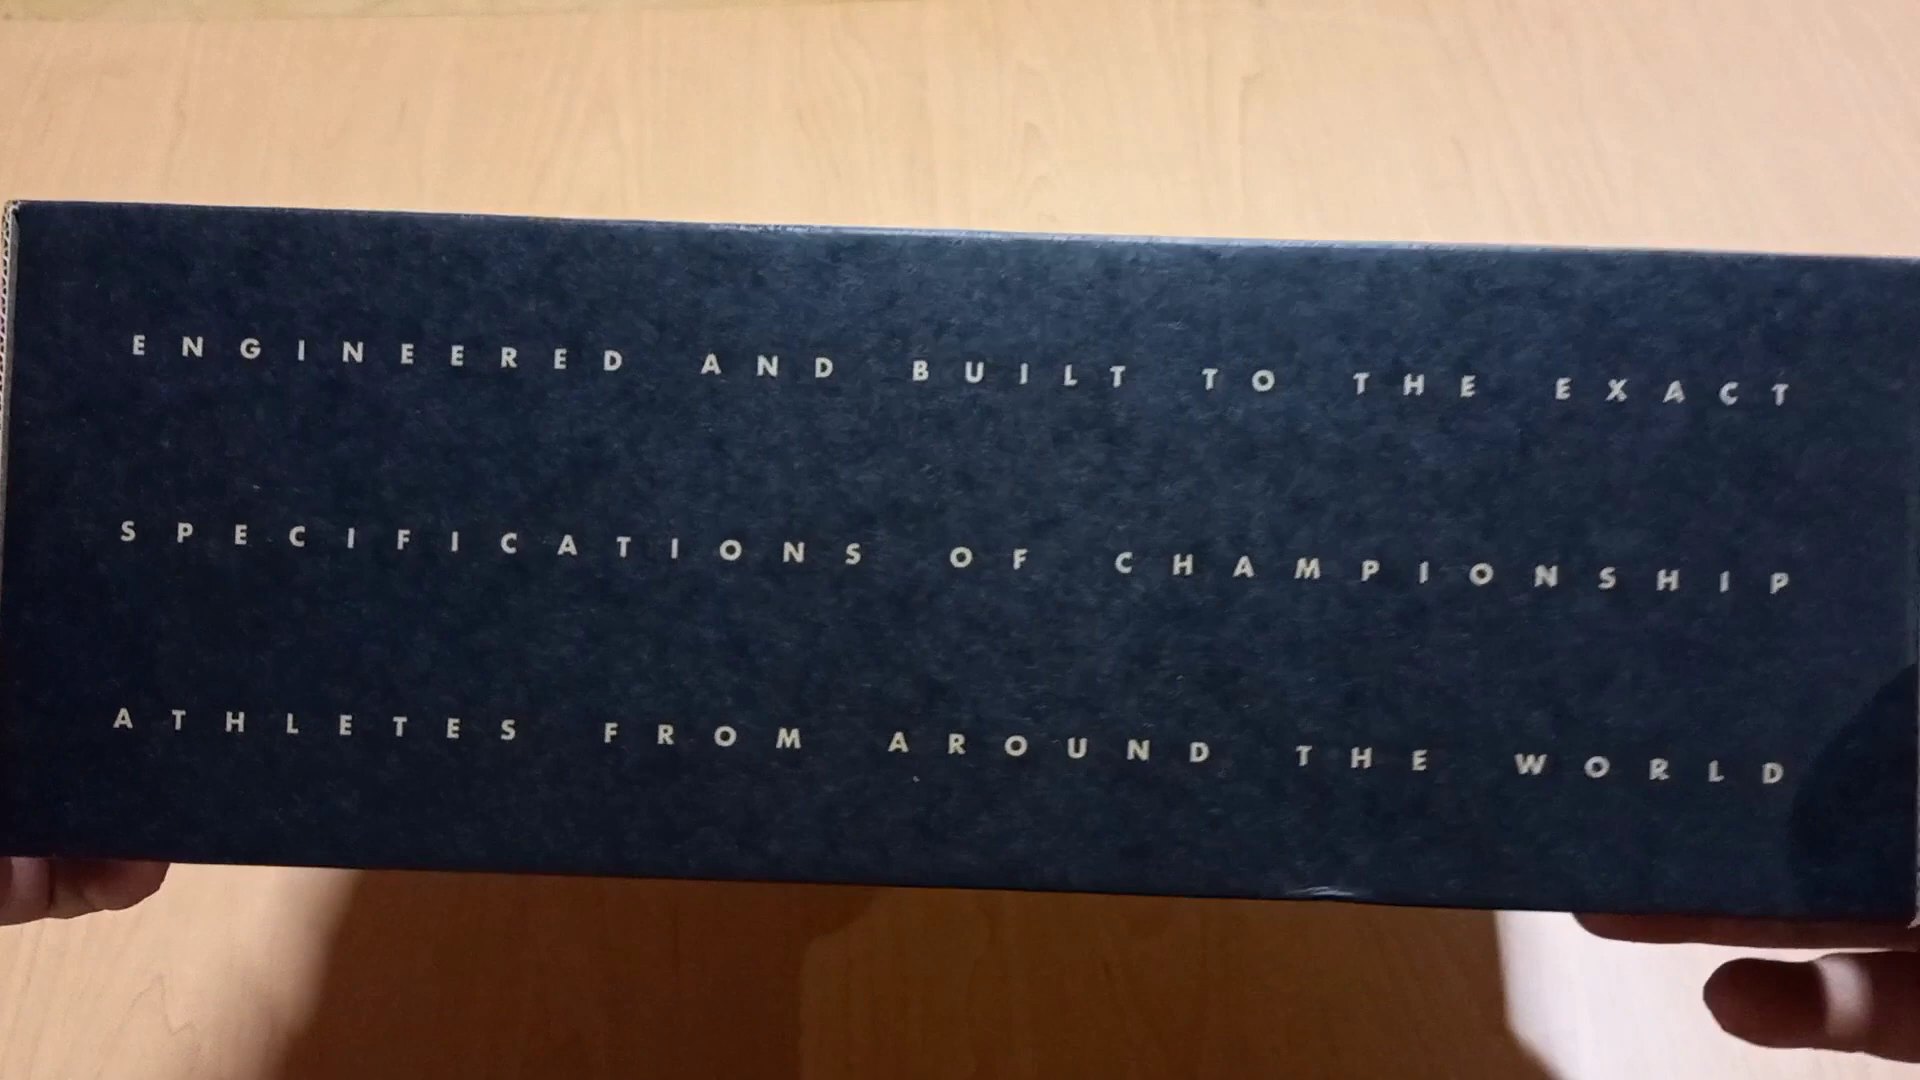 ENGINEERED AND BUILT TO THE EXACT
SPECIFICATIONS OF CHAMPIONSHIP
ATHLETES FROM AROUND THE WORLD